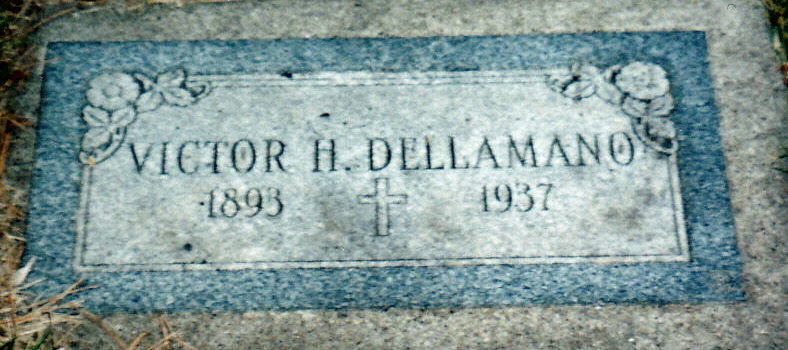 VICTOR H. DELLAMANO
1893 1937